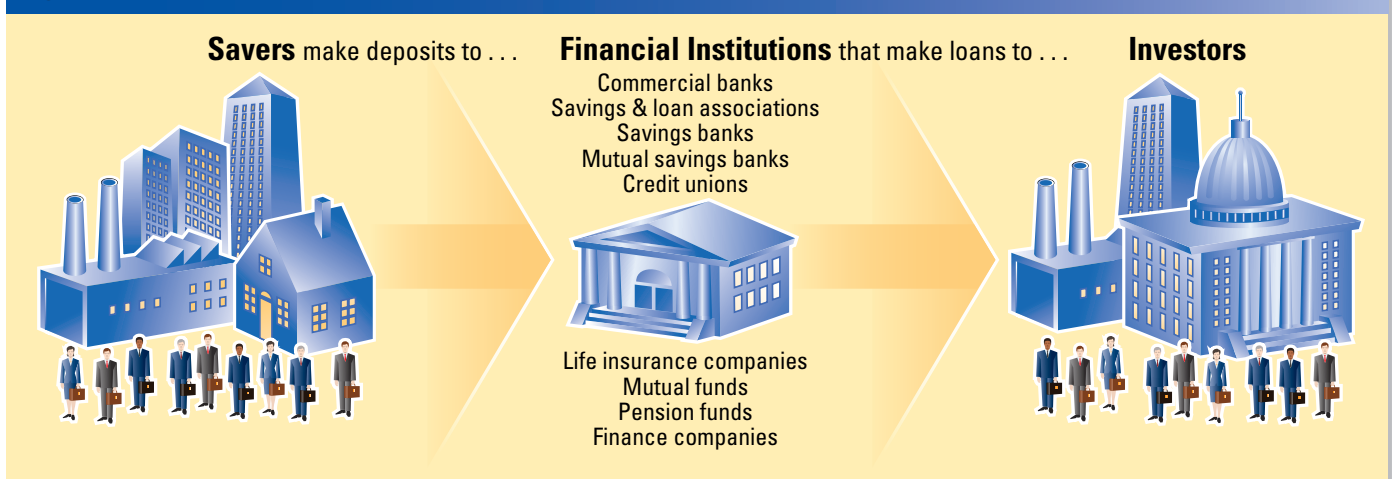 Savers make deposits to . . .
Financial Institutions that make loans to . . .
Investors
Commercial banks
Savings & loan associations
Savings banks
Mutual savings banks
Credit unions
Life insurance companies
Mutual funds
Pension funds
Finance companies